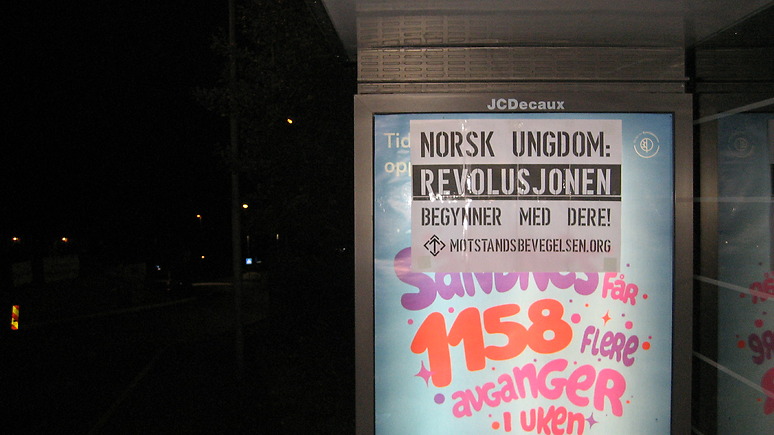 JCDecaux
NORSK UNGDOM:
REVOLUSJONEN
BEGYNNER MED DERE!
MOTSTANDSBEVEGELSEN.ORG
SANDNES FÅR
1158 FLERE
AVGANGER
I UKEN